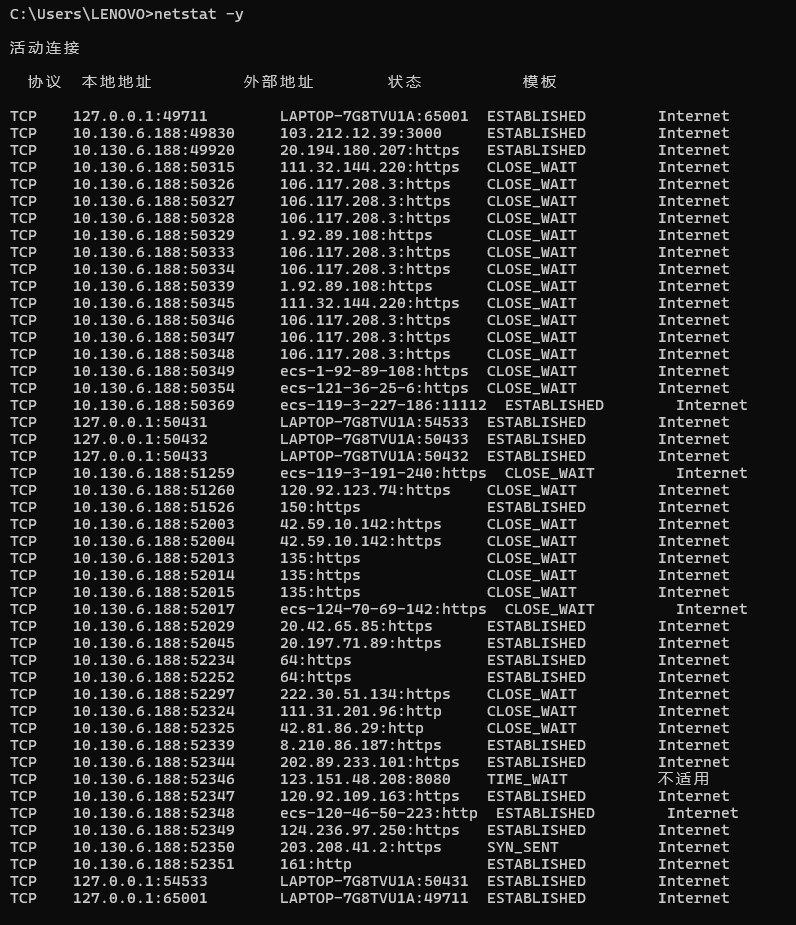 C:\Users\LENOVO>netstat -y
活动连接
协议 本地地址 外部地址 状态 模板
TCP 127.0.0.1:49711 LAPTOP-7G8TVU1A:65001 ESTABLISHED Internet
TCP 10.130.6.188:49830 103.212.12.39:3000 ESTABLISHED Internet
TCP 10.130.6.188:49920 20.194.180.207:https ESTABLISHED Internet
TCP 10.130.6.188:50315 111.32.144.220:https CLOSE_WAIT Internet
TCP 10.130.6.188:50326 106.117.208.3:https CLOSE_WAIT Internet
TCP 10.130.6.188:50327 106.117.208.3:https CLOSE_WAIT Internet
TCP 10.130.6.188:50328 106.117.208.3:https CLOSE_WAIT Internet
TCP 10.130.6.188:50329 1.92.89.108:https CLOSE_WAIT Internet
TCP 10.130.6.188:50333 106.117.208.3:https CLOSE_WAIT Internet
TCP 10.130.6.188:50334 106.117.208.3:https CLOSE_WAIT Internet
TCP 10.130.6.188:50339 1.92.89.108:https CLOSE_WAIT Internet
TCP 10.130.6.188:50345 111.32.144.220:https CLOSE_WAIT Internet
TCP 10.130.6.188:50346 106.117.208.3:https CLOSE_WAIT Internet
TCP 10.130.6.188:50347 106.117.208.3:https CLOSE_WAIT Internet
TCP 10.130.6.188:50348 106.117.208.3:https CLOSE_WAIT Internet
TCP 10.130.6.188:50349 ecs-1-92-89-108:https CLOSE_WAIT Internet
TCP 10.130.6.188:50354 ecs-121-36-25-6:https CLOSE_WAIT Internet
TCP 10.130.6.188:50369 ecs-119-3-227-186:11112 ESTABLISHED Internet
TCP 127.0.0.1:50431 LAPTOP-7G8TVU1A:54533 ESTABLISHED Internet
TCP 127.0.0.1:50432 LAPTOP-7G8TVU1A:50433 ESTABLISHED Internet
TCP 127.0.0.1:50433 LAPTOP-7G8TVU1A:50432 ESTABLISHED Internet
TCP 10.130.6.188:51259 ecs-119-3-191-240:https CLOSE_WAIT Internet
TCP 10.130.6.188:51260 120.92.123.74:https CLOSE_WAIT Internet
TCP 10.130.6.188:51526 150:https ESTABLISHED Internet
TCP 10.130.6.188:52003 42.59.10.142:https CLOSE_WAIT Internet
TCP 10.130.6.188:52004 42.59.10.142:https CLOSE_WAIT Internet
TCP 10.130.6.188:52013 135:https CLOSE_WAIT Internet
TCP 10.130.6.188:52014 135:https CLOSE_WAIT Internet
TCP 10.130.6.188:52015 135:https CLOSE_WAIT Internet
TCP 10.130.6.188:52017 ecs-124-70-69-142:https CLOSE_WAIT Internet
TCP 10.130.6.188:52029 20.42.65.85:https ESTABLISHED Internet
TCP 10.130.6.188:52045 20.197.71.89:https ESTABLISHED Internet
TCP 10.130.6.188:52234 64:https ESTABLISHED Internet
TCP 10.130.6.188:52252 64:https ESTABLISHED Internet
TCP 10.130.6.188:52297 222.30.51.134:https CLOSE_WAIT Internet
TCP 10.130.6.188:52324 111.31.201.96:http CLOSE_WAIT Internet
TCP 10.130.6.188:52325 42.81.86.29:http CLOSE_WAIT Internet
TCP 10.130.6.188:52339 8.210.86.187:https ESTABLISHED Internet
TCP 10.130.6.188:52344 202.89.233.101:https ESTABLISHED Internet
TCP 10.130.6.188:52346 123.151.48.208:8080 TIME_WAIT 不适用
TCP 10.130.6.188:52347 120.92.109.163:https ESTABLISHED Internet
TCP 10.130.6.188:52348 ecs-120-46-50-223:http ESTABLISHED Internet
TCP 10.130.6.188:52349 124.236.97.250:https ESTABLISHED Internet
TCP 10.130.6.188:52350 203.208.41.2:https SYN_SENT Internet
TCP 10.130.6.188:52351 161:http ESTABLISHED Internet
TCP 127.0.0.1:54533 LAPTOP-7G8TVU1A:50431 ESTABLISHED Internet
TCP 127.0.0.1:65001 LAPTOP-7G8TVU1A:49711 ESTABLISHED Internet